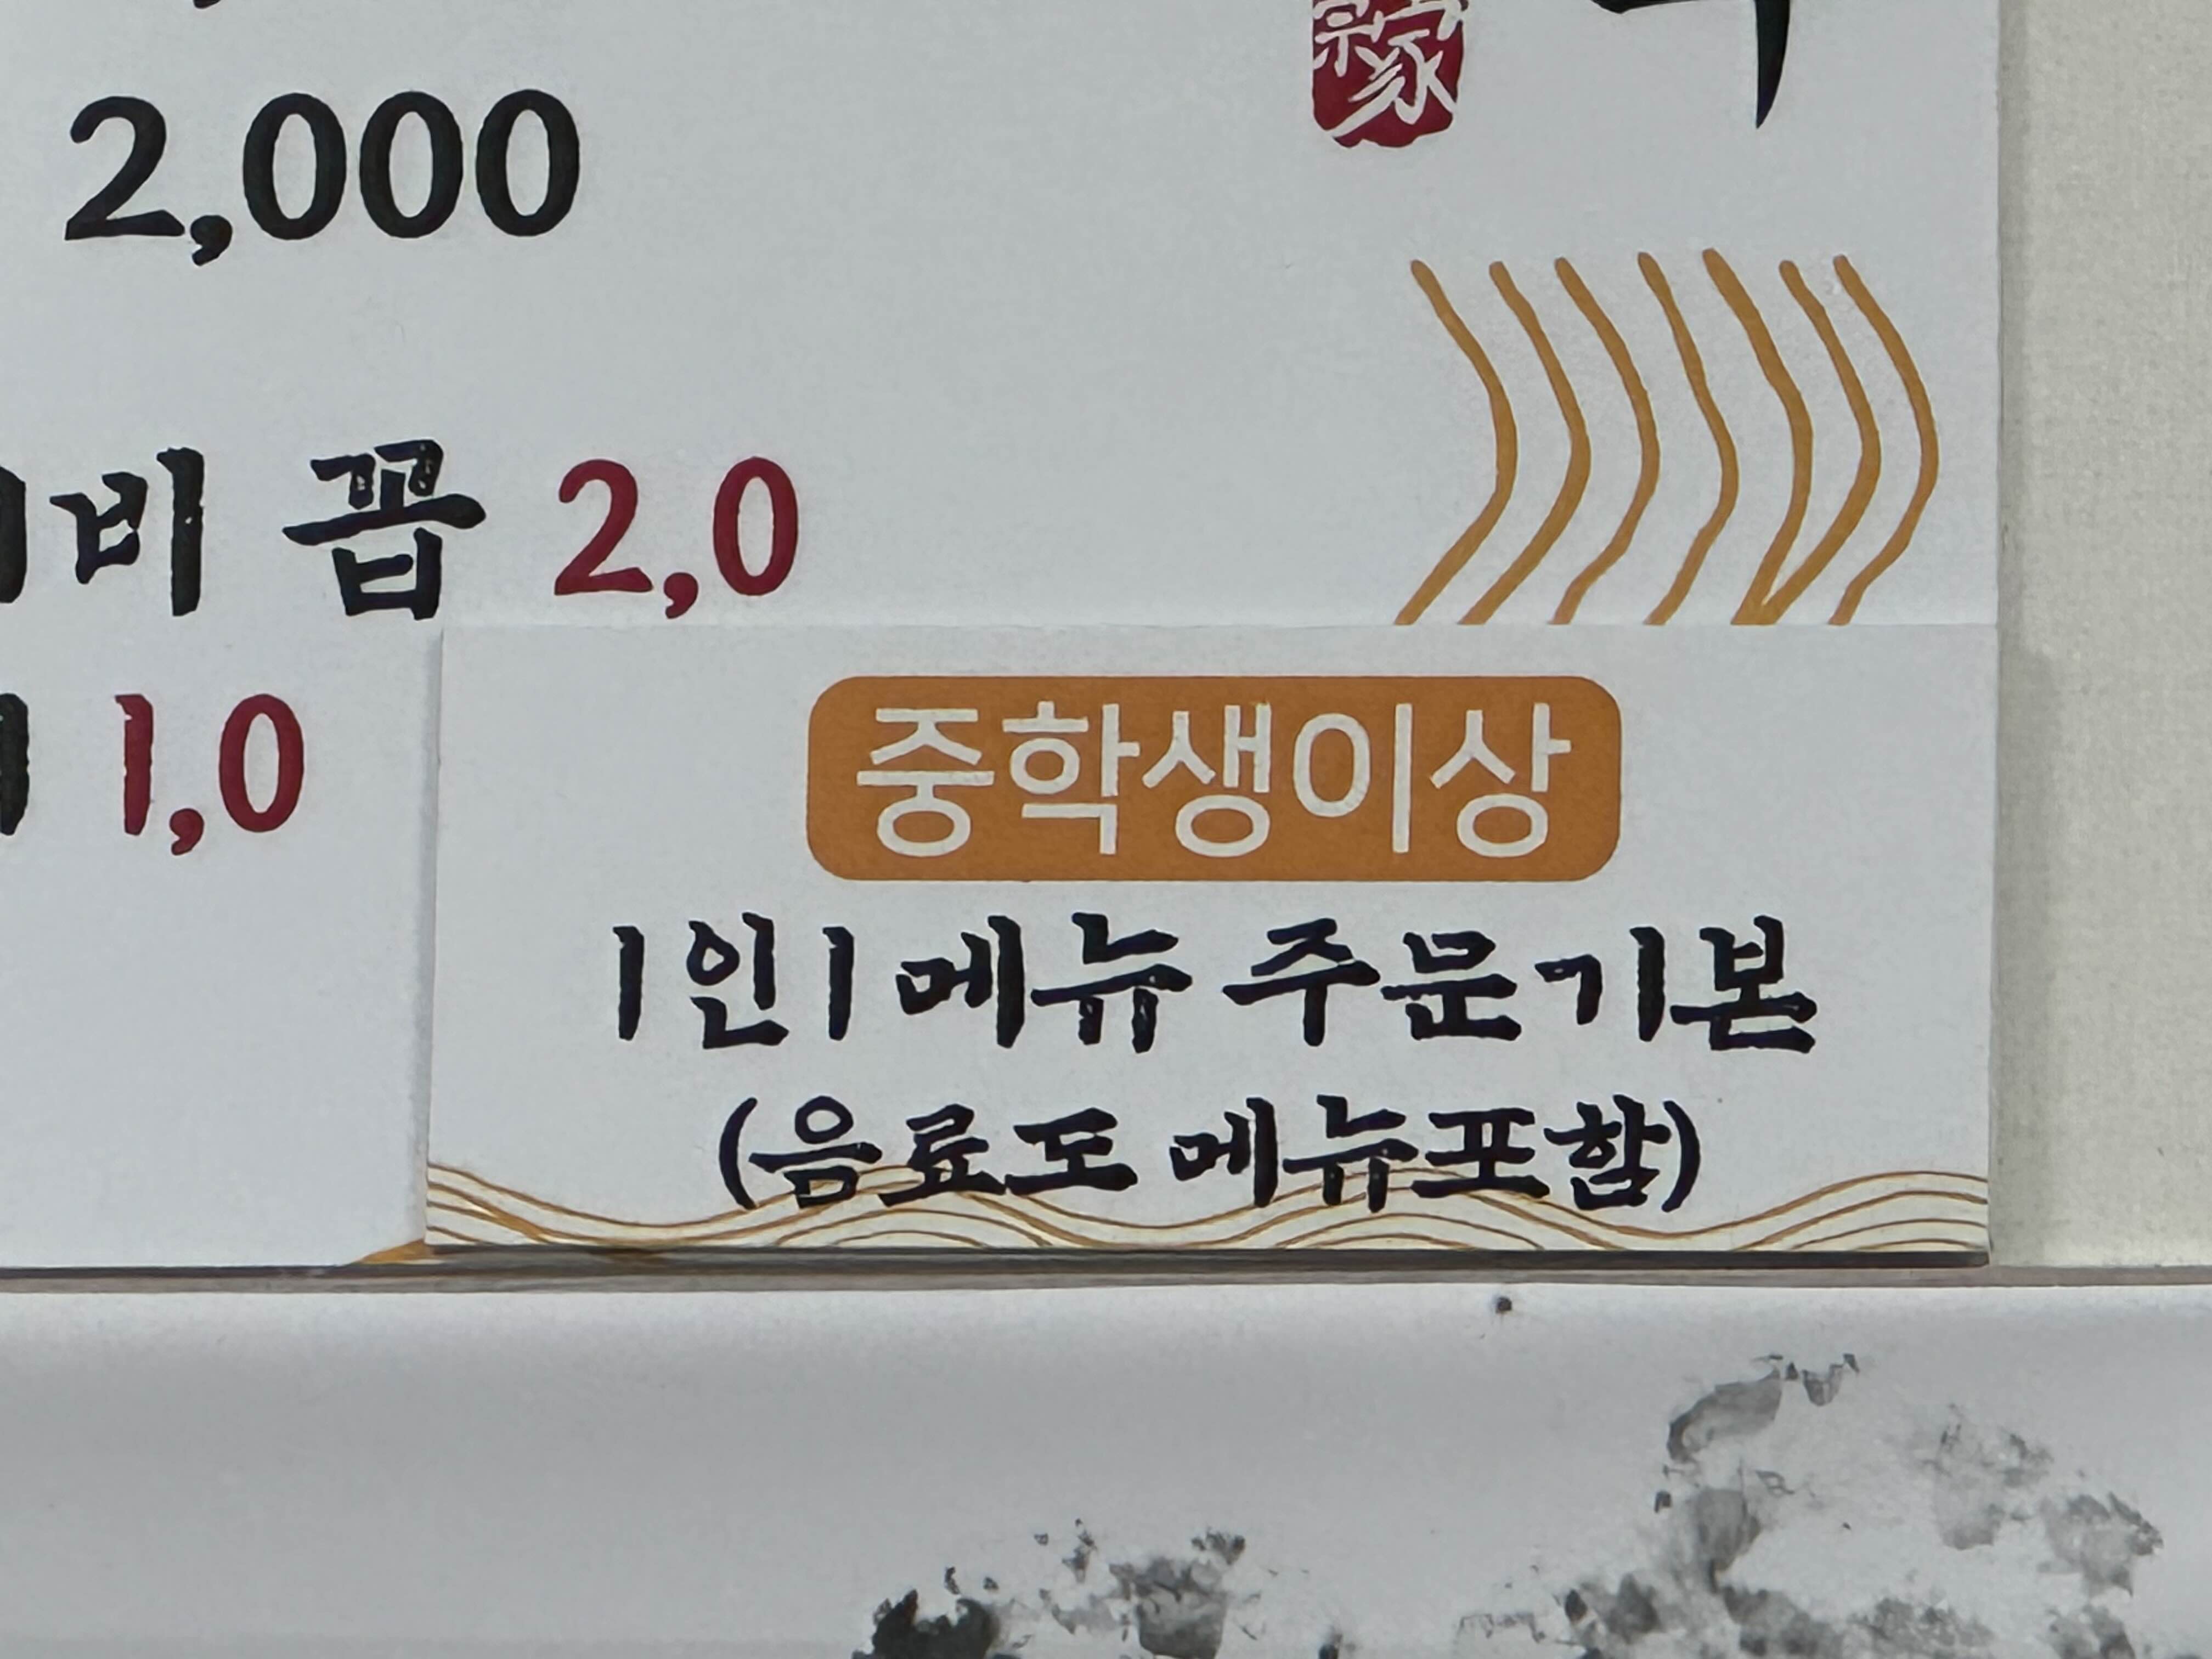 2,000
비 곱 2,0
1,0
중학생이상
1인1메뉴 주문기본
(음료도 메뉴포함)